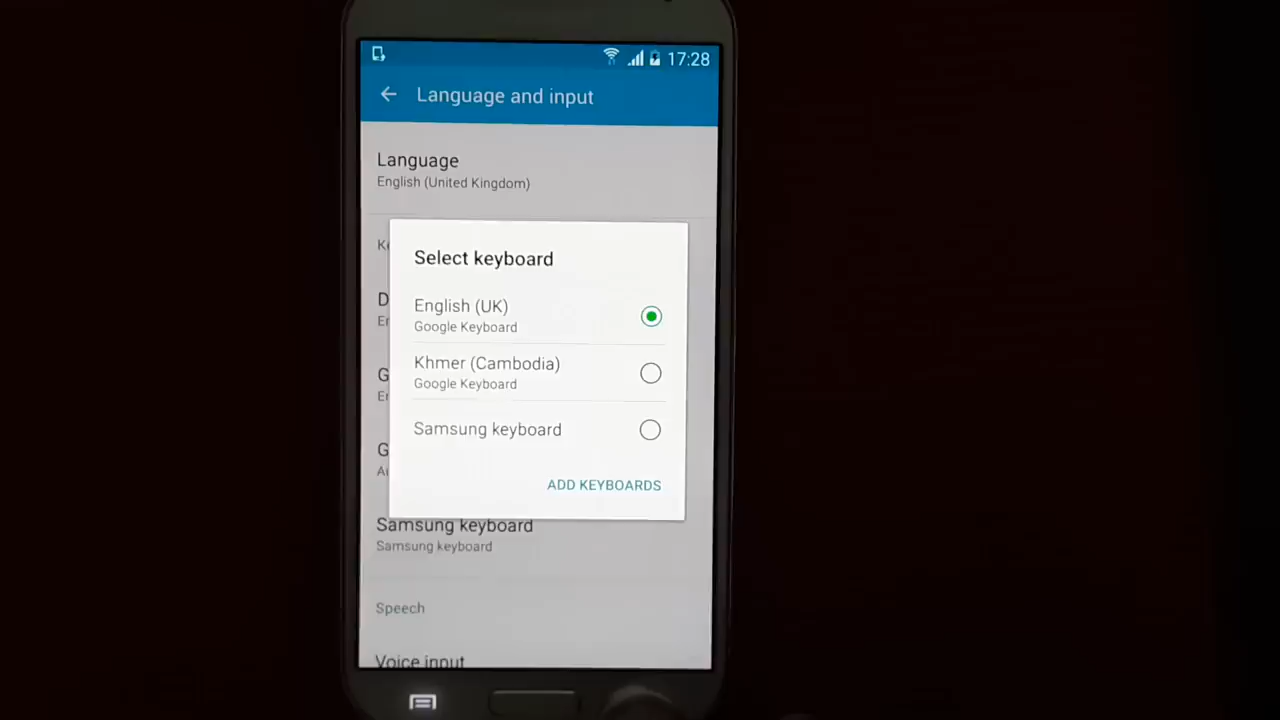 17:28
Language and input
Language
English (United Kingdom)
Select keyboard
English (UK)
Google Keyboard
Khmer (Cambodia)
Google Keyboard
Samsung keyboard
ADD KEYBOARDS
Samsung keyboard
Samsung keyboard
Speech
Voice input